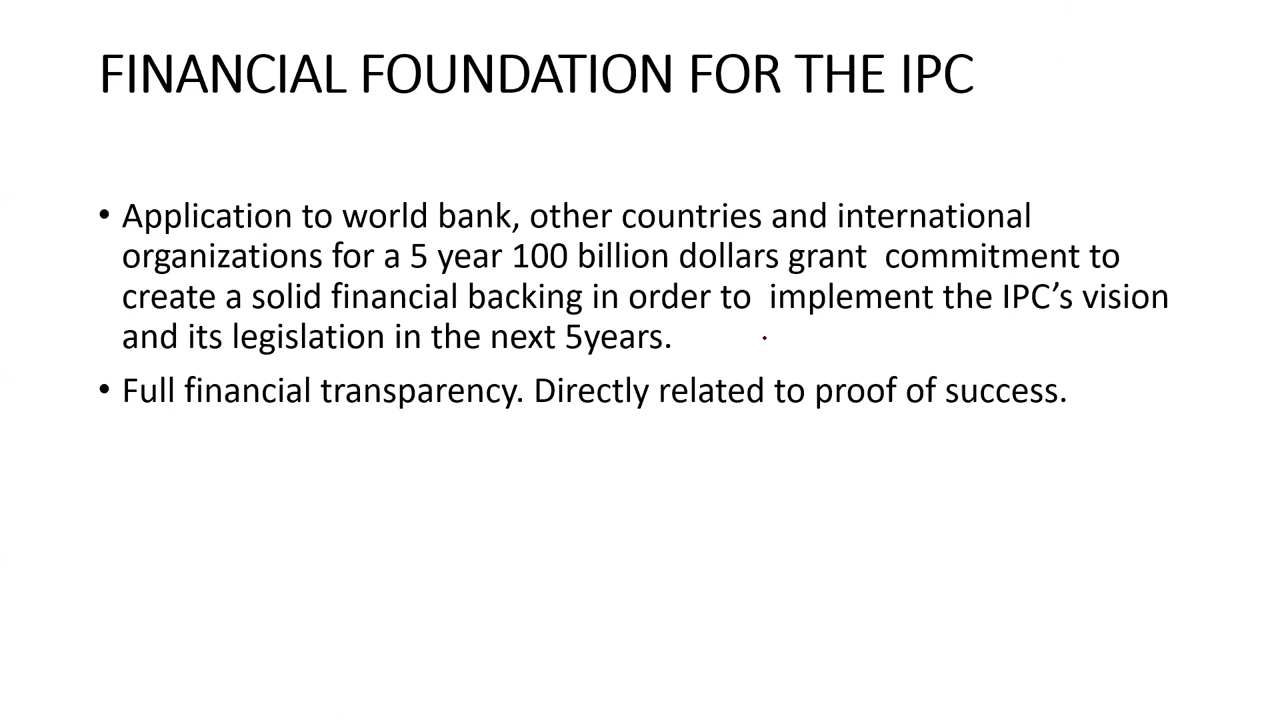 FINANCIAL FOUNDATION FOR THE IPC
• Application to world bank, other countries and international
organizations for a 5 year 100 billion dollars grant  commitment to
create a solid financial backing in order to  implement the IPC’s vision
and its legislation in the next 5years.
• Full financial transparency. Directly related to proof of success.